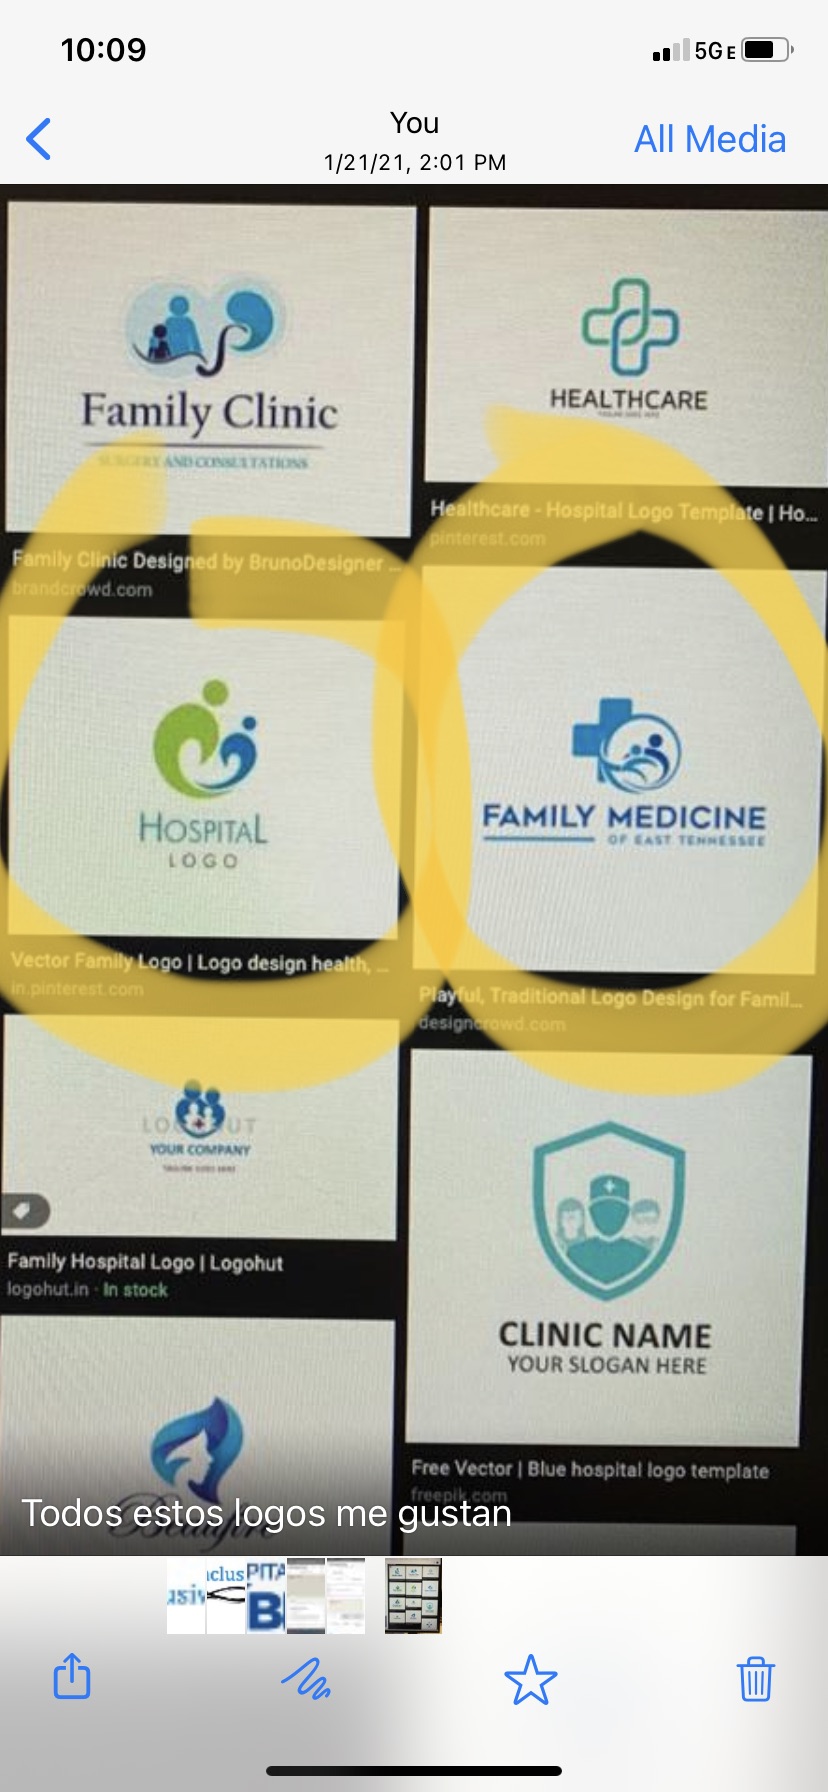 10:09
5G E
You
1/21/21, 2:01 PM
All Media
Family Clinic
SURGERY AND CONSULTATIONS
Family Clinic Designed by BrunoDesigner ...
brandcrowd.com
HEALTHCARE
Healthcare - Hospital Logo Template | Ho...
pinterest.com
HOSPITAL
LOGO
Vector Family Logo | Logo design health, ...
in.pinterest.com
FAMILY MEDICINE
OF EAST TENNESSEE
Playful, Traditional Logo Design for Famil...
designcrowd.com
YOUR COMPANY
Family Hospital Logo | Logohut
logohut.in · In stock
CLINIC NAME
YOUR SLOGAN HERE
Free Vector | Blue hospital logo template
freepik.com
Todos estos logos me gustan
usiv
nclus
PITA
B